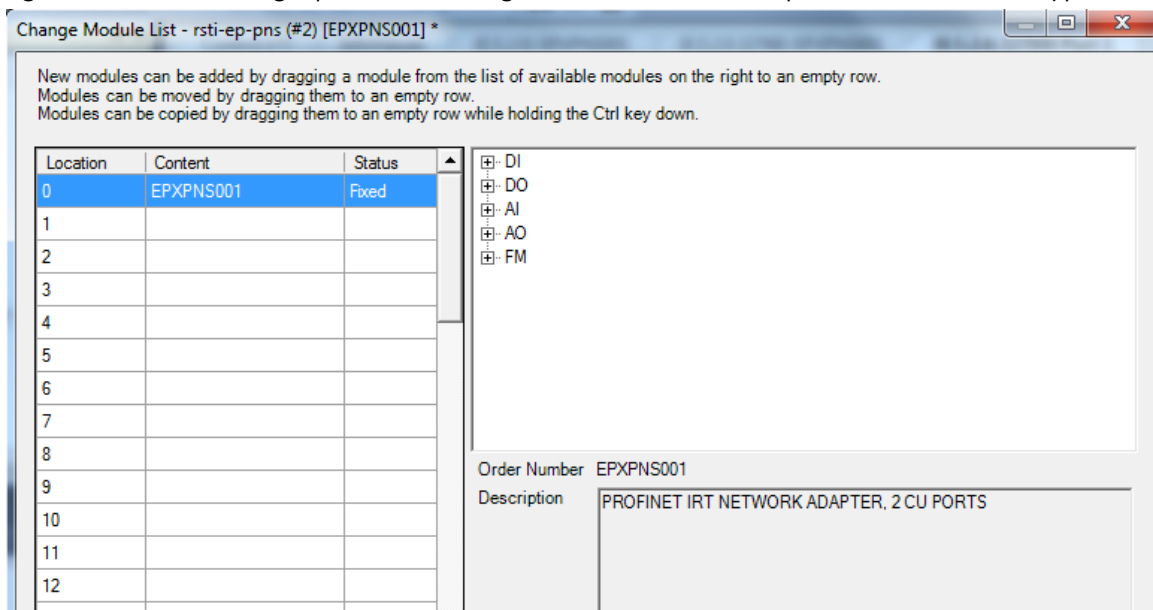 Change Module List - rsti-ep-pns (#2) [EPXPNS001] *
New modules can be added by dragging a module from the list of available modules on the right to an empty row.
Modules can be moved by dragging them to an empty row.
Modules can be copied by dragging them to an empty row while holding the Ctrl key down.
Location Content Status
0 EPXPNS001 Fixed
1
2
3
4
5
6
7
8
9
10
11
12
DI
DO
AI
AO
FM
Order Number EPXPNS001
Description PROFINET IRT NETWORK ADAPTER, 2 CU PORTS